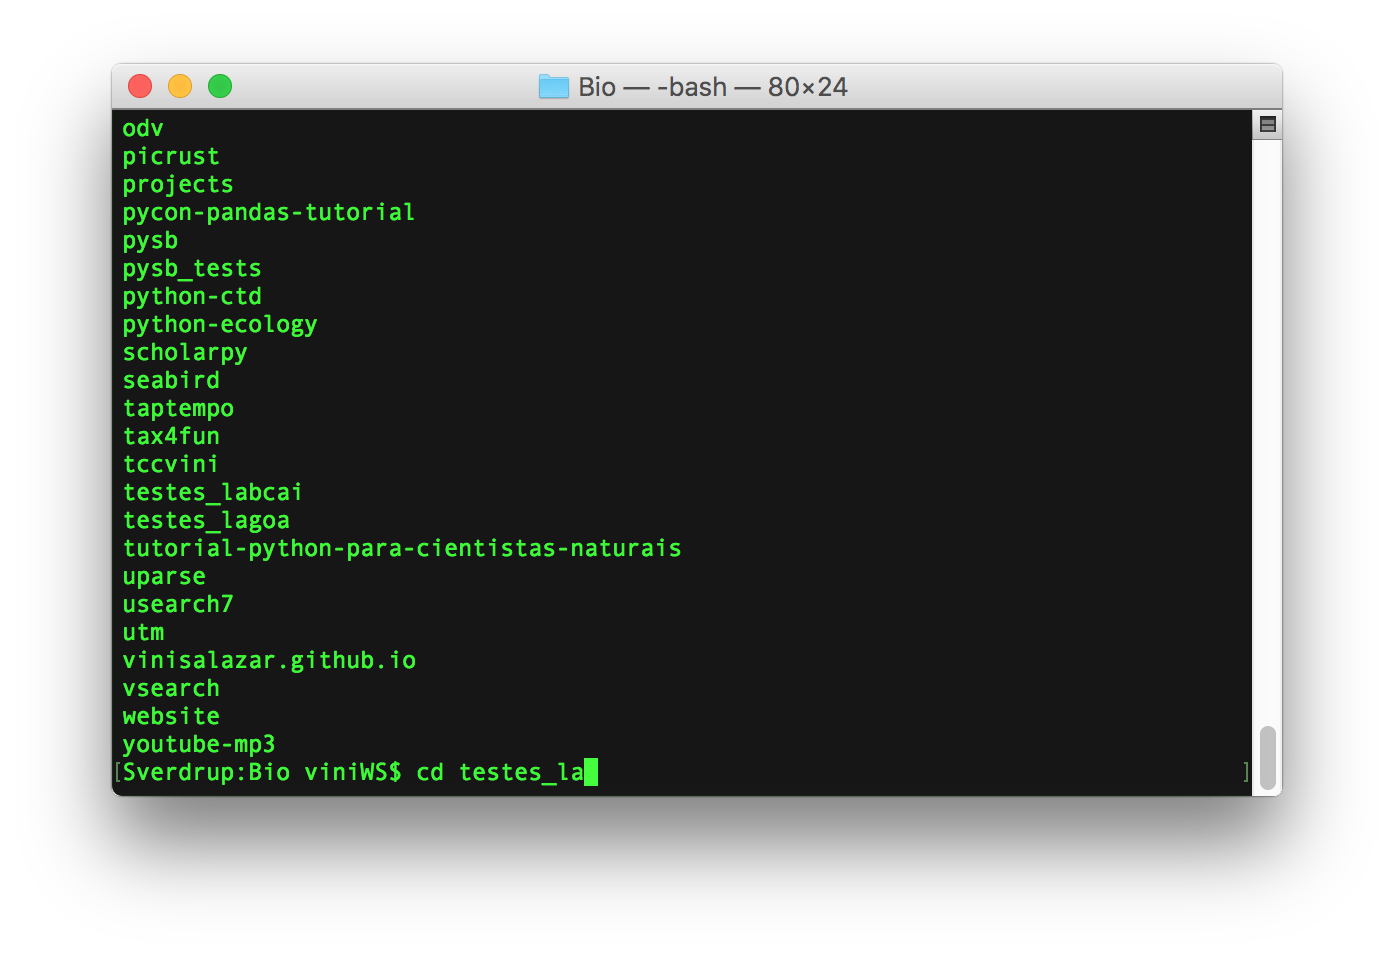 Bio — -bash — 80×24
odv
picrust
projects
pycon-pandas-tutorial
pysb
pysb_tests
python-ctd
python-ecology
scholarpy
seabird
taptempo
tax4fun
tccvini
testes_labcai
testes_lagoa
tutorial-python-para-cientistas-naturais
uparse
usearch7
utm
vinisalazar.github.io
vsearch
website
youtube-mp3
[Sverdrup:Bio viniWS$ cd testes_la ]